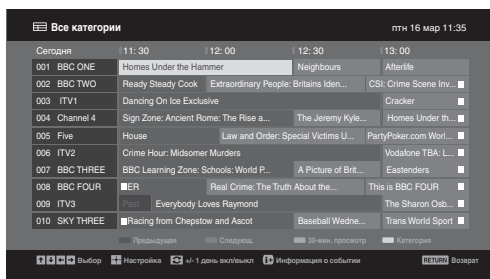 Все категории птн 16 мар 11:35
Сегодня 11: 30 12: 00 12: 30 13: 00
001 BBC ONE Homes Under the Hammer Neighbours Afterlife
002 BBC TWO Ready Steady Cook Extraordinary People: Britains Iden... CSI: Crime Scene Inv...
003 ITV1 Dancing On Ice Exclusive Cracker
004 Channel 4 Sign Zone: Ancient Rome: The Rise a... The Jeremy Kyle... Homes Under th...
005 Five House Law and Order: Special Victims U... PartyPoker.com Worl...
006 ITV2 Crime Hour: Midsomer Murders Vodafone TBA: L...
007 BBC THREE BBC Learning Zone: Schools: World P... A Picture of Brit... Eastenders
008 BBC FOUR ER Real Crime: The Truth About the... This is BBC FOUR
009 ITV3 Past Everybody Loves Raymond The Sharon Osb...
010 SKY THREE Racing from Chepstow and Ascot Baseball Wedne... Trans World Sport
Предыдущая Следующ. 30-мин. просмотр Категория
Выбор Настройка +/- 1 день вкл/выкл Информация о событии RETURN Возврат